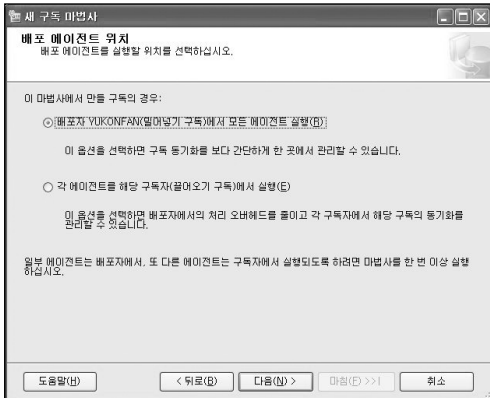 새 구독 마법사
배포 에이전트 위치
배포 에이전트를 실행할 위치를 선택하십시오.
이 마법사에서 만들 구독의 경우:
배포자 YUKONFAN(밀어넣기 구독)에서 모든 에이전트 실행(R)
이 옵션을 선택하면 구독 동기화를 보다 간단하게 한 곳에서 관리할 수 있습니다.
각 에이전트를 해당 구독자(끌어오기 구독)에서 실행(E)
이 옵션을 선택하면 배포자에서의 처리 오버헤드를 줄이고 각 구독자에서 해당 구독의 동기화를
관리할 수 있습니다.
일부 에이전트는 배포자에서, 또 다른 에이전트는 구독자에서 실행되도록 하려면 마법사를 한 번 이상 실행
하십시오.
도움말(H)
< 뒤로(B)
다음(N) >
마침(F) >>|
취소